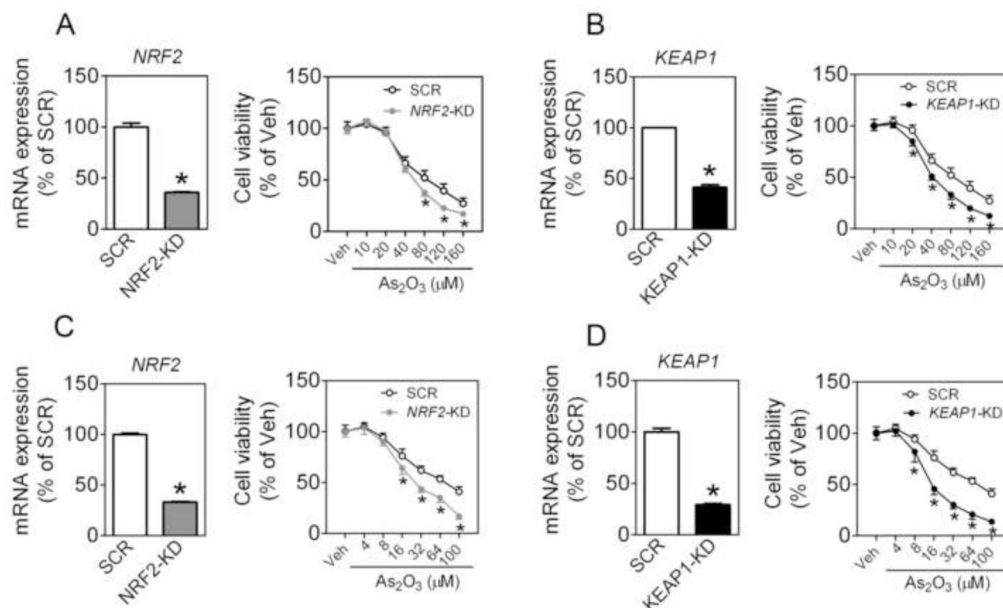 A
NRF2
mRNA expression
(% of SCR)
150
100
50
0
SCR
NRF2-KD
*
Cell viability
(% of Veh)
150
100
50
0
SCR
NRF2-KD
* * *
Veh 10 20 40 80 120 160
As₂O₃ (μM)
B
KEAP1
mRNA expression
(% of SCR)
150
100
50
0
SCR
KEAP1-KD
*
Cell viability
(% of Veh)
150
100
50
0
SCR
KEAP1-KD
* * * * *
Veh 10 20 40 80 120 160
As₂O₃ (μM)
C
NRF2
mRNA expression
(% of SCR)
150
100
50
0
SCR
NRF2-KD
*
Cell viability
(% of Veh)
150
100
50
0
SCR
NRF2-KD
* * * *
Veh 4 8 16 32 64 100
As₂O₃ (μM)
D
KEAP1
mRNA expression
(% of SCR)
150
100
50
0
SCR
KEAP1-KD
*
Cell viability
(% of Veh)
150
100
50
0
SCR
KEAP1-KD
* * * * *
Veh 4 8 16 32 64 100
As₂O₃ (μM)